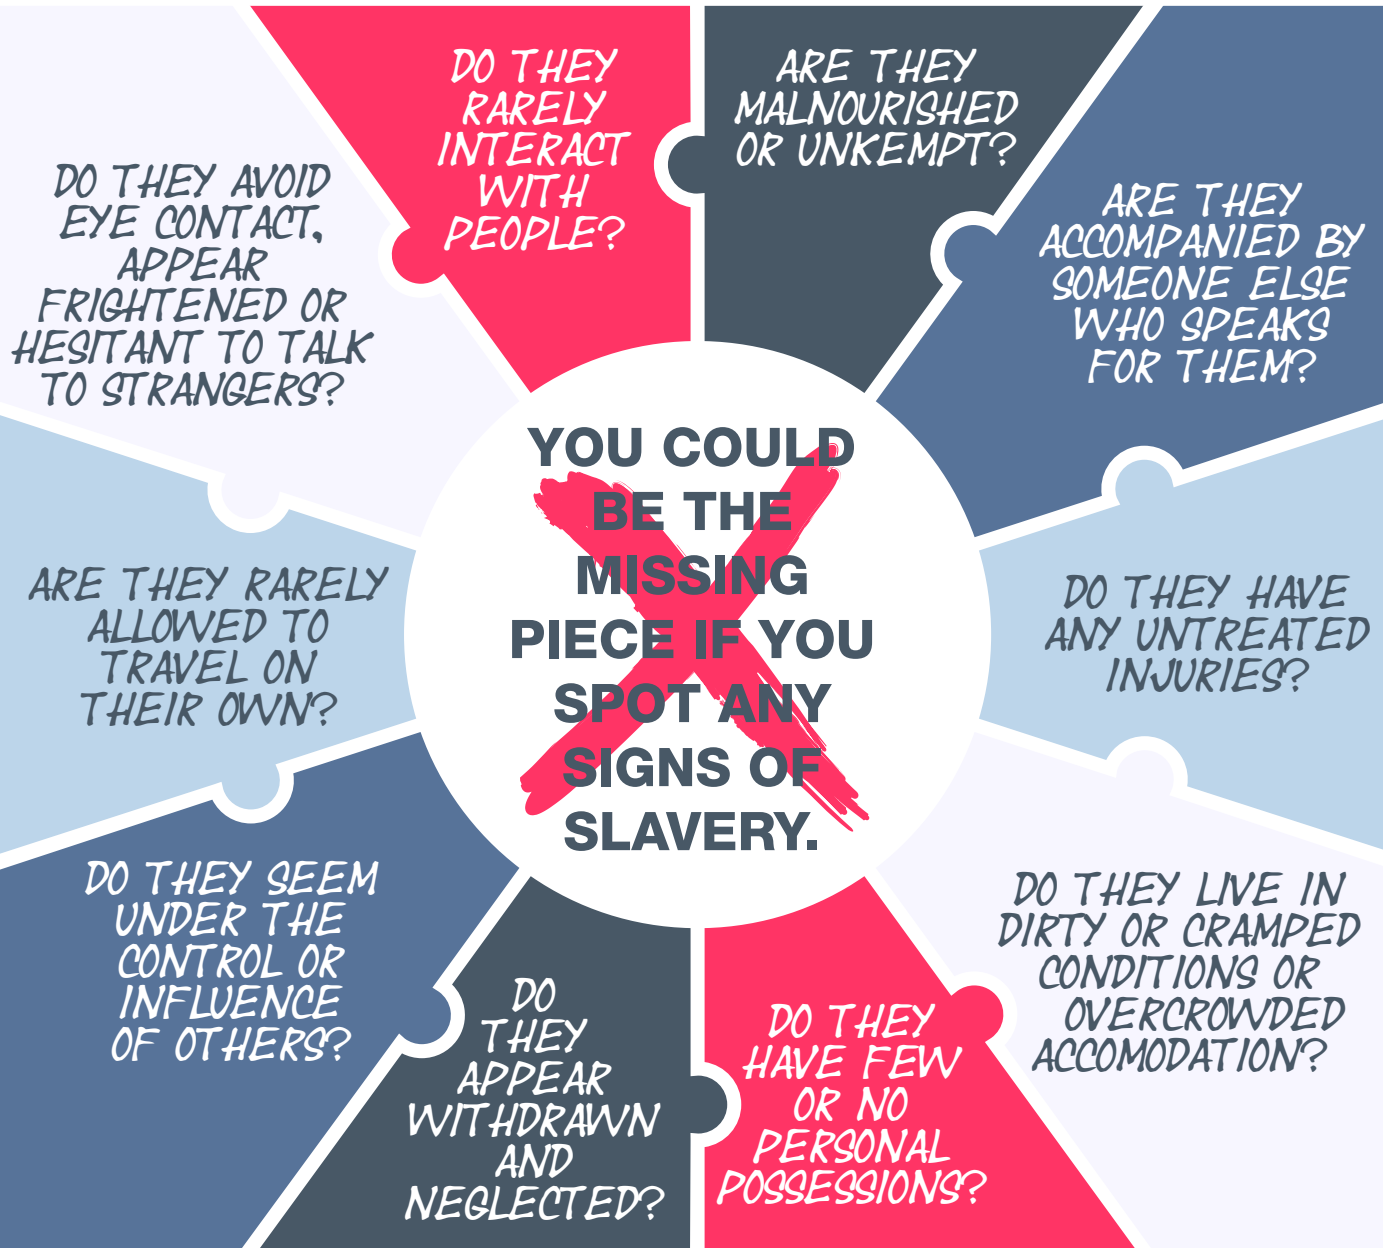 DO THEY
RARELY
INTERACT
WITH
PEOPLE?
ARE THEY
MALNOURISHED
OR UNKEMPT?
ARE THEY
ACCOMPANIED BY
SOMEONE ELSE
WHO SPEAKS
FOR THEM?
DO THEY HAVE
ANY UNTREATED
INJURIES?
DO THEY LIVE IN
DIRTY OR CRAMPED
CONDITIONS OR
OVERCROWDED
ACCOMODATION?
DO THEY
HAVE FEW
OR NO
PERSONAL
POSSESSIONS?
DO
THEY
APPEAR
WITHDRAWN
AND
NEGLECTED?
DO THEY SEEM
UNDER THE
CONTROL OR
INFLUENCE
OF OTHERS?
ARE THEY RARELY
ALLOWED TO
TRAVEL ON
THEIR OWN?
DO THEY AVOID
EYE CONTACT,
APPEAR
FRIGHTENED OR
HESITANT TO TALK
TO STRANGERS?
YOU COULD
BE THE
MISSING
PIECE IF YOU
SPOT ANY
SIGNS OF
SLAVERY.